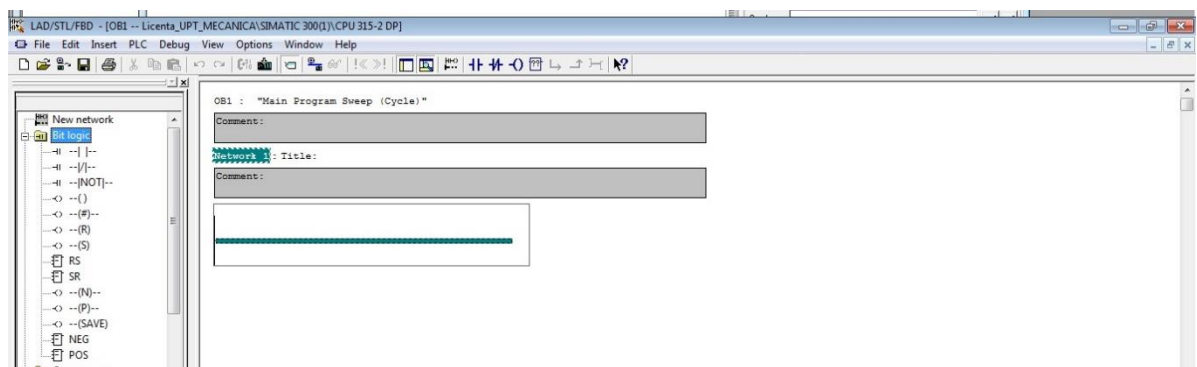 LAD/STL/FBD - [OB1 -- Licenta_UPT_MECANICA\SIMATIC 300(1)\CPU 315-2 DP]
File Edit Insert PLC Debug View Options Window Help
OB1 : "Main Program Sweep (Cycle)"
Comment:
Network 1: Title:
Comment:
New network
Bit logic
--| |--
--|/|--
--|NOT|--
--( )
--(#)--
--(R)
--(S)
RS
SR
--(N)--
--(P)--
--(SAVE)
NEG
POS